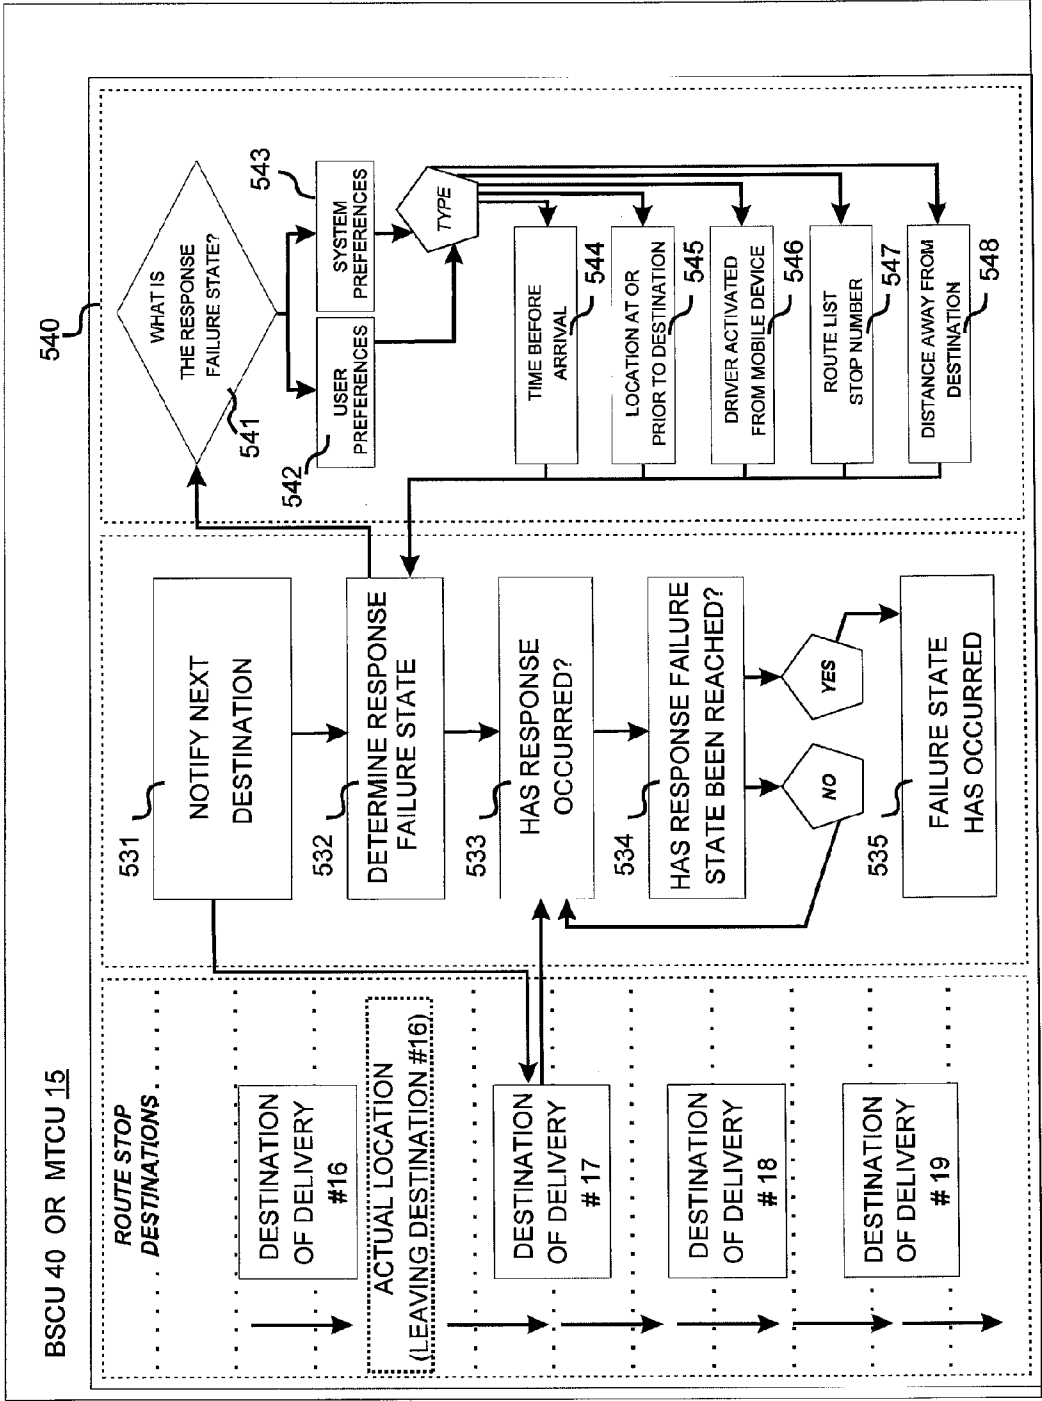 BSCU 40 OR MTCU 15
ROUTE STOP
DESTINATIONS
DESTINATION
OF DELIVERY
#16
ACTUAL LOCATION
(LEAVING DESTINATION #16)
DESTINATION
OF DELIVERY
# 17
DESTINATION
OF DELIVERY
# 18
DESTINATION
OF DELIVERY
# 19
531
NOTIFY NEXT
DESTINATION
532
DETERMINE RESPONSE
FAILURE STATE
533
HAS RESPONSE
OCCURRED?
534
HAS RESPONSE FAILURE
STATE BEEN REACHED?
NO
YES
535
FAILURE STATE
HAS OCCURRED
540
WHAT IS
THE RESPONSE
FAILURE STATE?
541
542
USER
PREFERENCES
543
SYSTEM
PREFERENCES
TYPE
TIME BEFORE
ARRIVAL
544
LOCATION AT OR
PRIOR TO DESTINATION
545
DRIVER ACTIVATED
FROM MOBILE DEVICE
546
ROUTE LIST
STOP NUMBER
547
DISTANCE AWAY FROM
DESTINATION
548